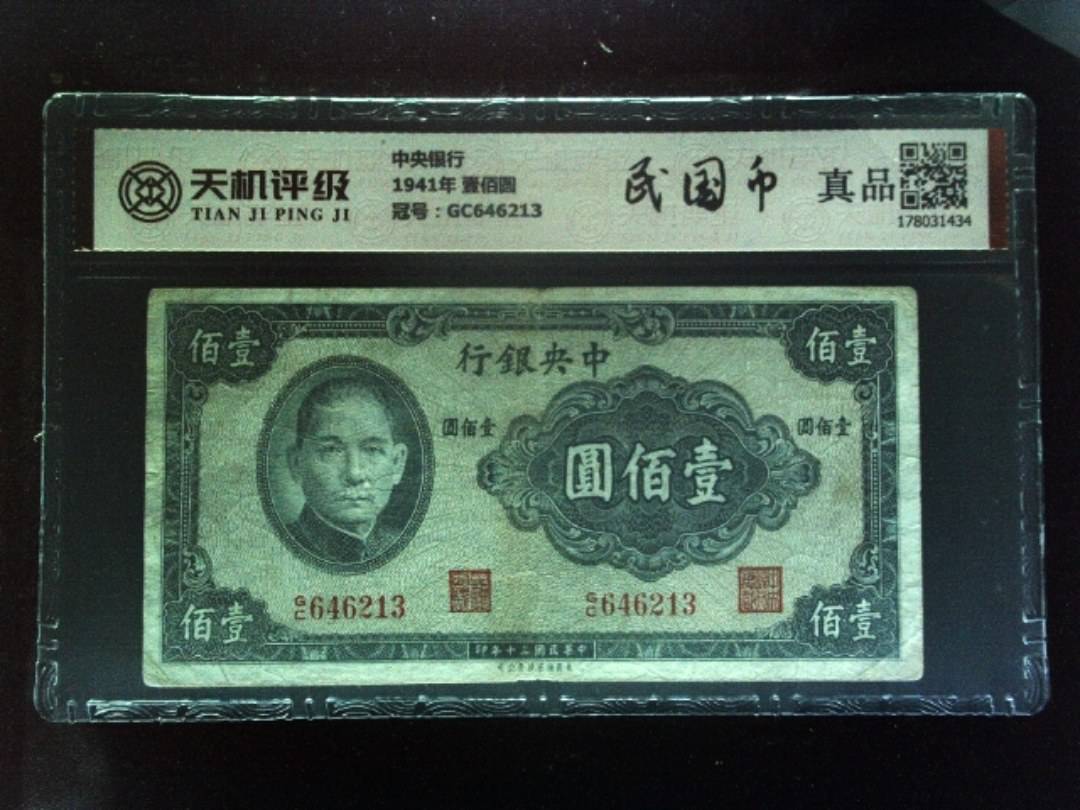 天机评级
TIAN JI PING JI
中央银行
1941年 壹佰圆
冠号：GC646213
民国币
真品
178031434
佰壹
佰壹
行銀央中
圓佰壹
圓佰壹
圓佰壹
GC646213
GC646213
佰壹
佰壹
印年十三國民華中